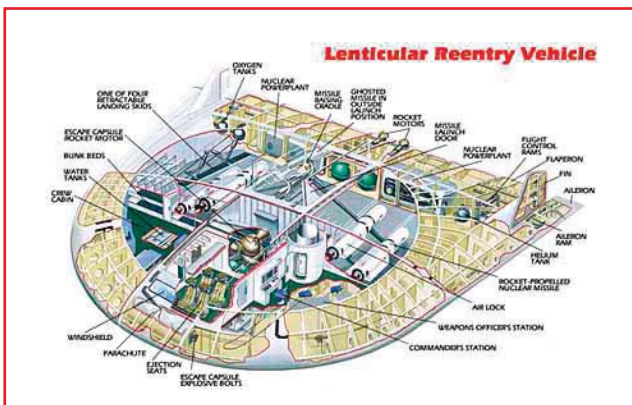 Lenticular Reentry Vehicle
OXYGEN
TANKS
NUCLEAR
POWERPLANT
ONE OF FOUR
RETRACTABLE
LANDING SKIDS
MISSILE
RAISING
CRADLE
GHOSTED
MISSILE IN
OUTSIDE
LAUNCH
POSITION
ROCKET
MOTORS
MISSILE
LAUNCH
DOOR
NUCLEAR
POWERPLANT
FLIGHT
CONTROL
RAMS
FLAPERON
FIN
AILERON
ESCAPE CAPSULE
ROCKET MOTOR
BUNK BEDS
WATER
TANKS
CREW
CABIN
AILERON
RAM
HELIUM
TANK
ROCKET-PROPELLED
NUCLEAR MISSILE
AIR LOCK
WEAPONS OFFICER'S STATION
COMMANDER'S STATION
WINDSHIELD
PARACHUTE
EJECTION
SEATS
ESCAPE CAPSULE
EXPLOSIVE BOLTS